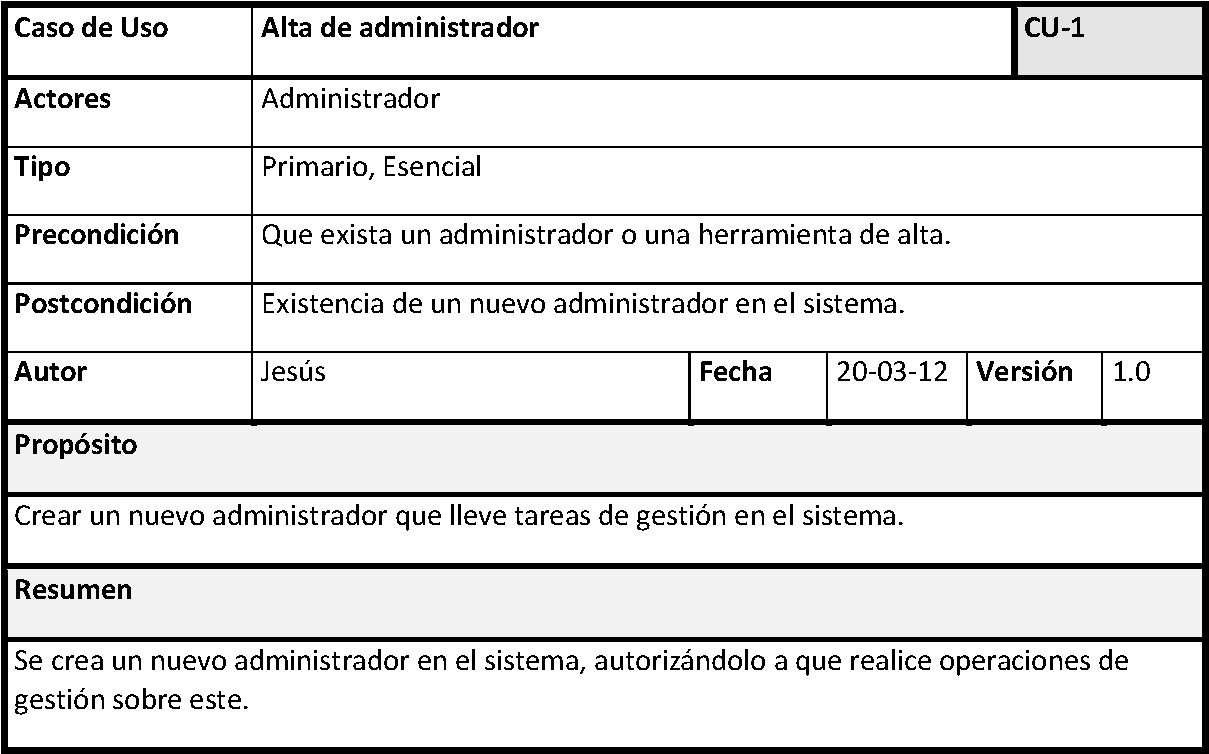 Caso de Uso Alta de administrador CU-1
Actores Administrador
Tipo Primario, Esencial
Precondición Que exista un administrador o una herramienta de alta.
Postcondición Existencia de un nuevo administrador en el sistema.
Autor Jesús Fecha 20-03-12 Versión 1.0
Propósito
Crear un nuevo administrador que lleve tareas de gestión en el sistema.
Resumen
Se crea un nuevo administrador en el sistema, autorizándolo a que realice operaciones de
gestión sobre este.